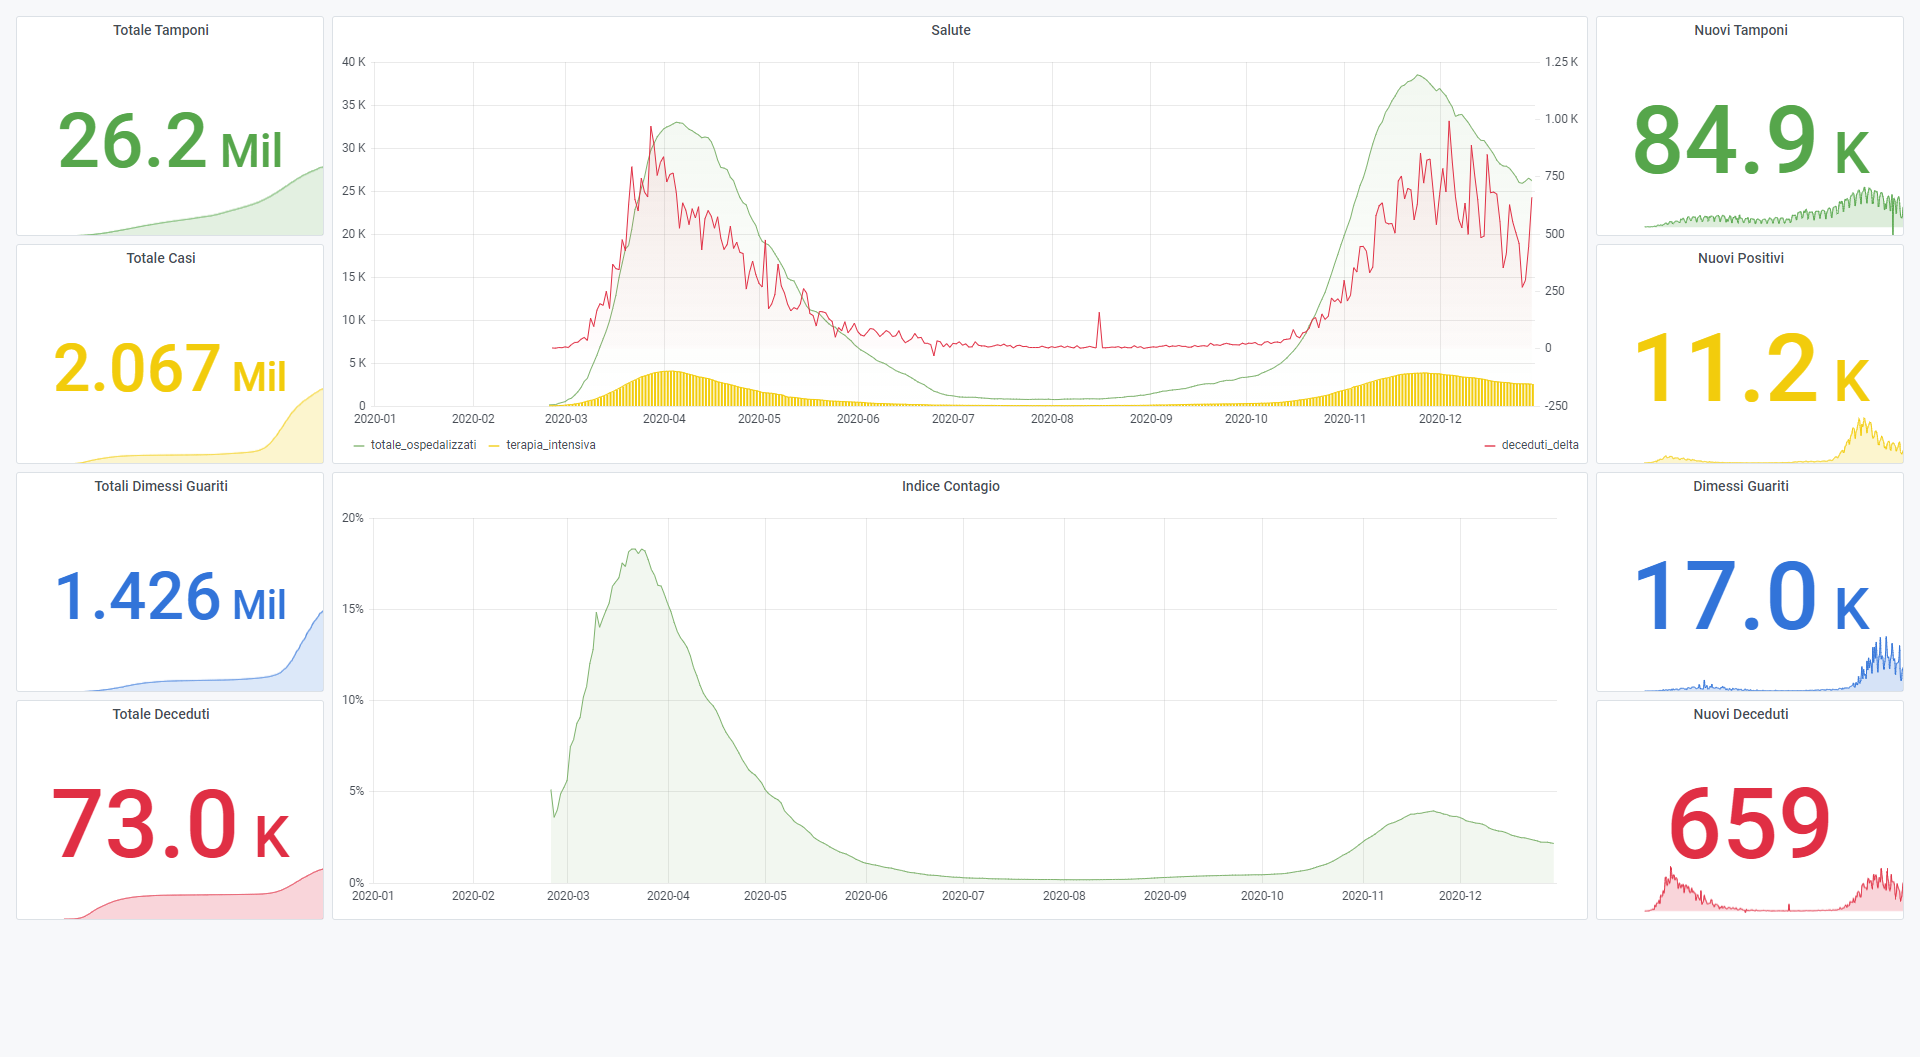 Totale Tamponi
26.2 Mil
Totale Casi
2.067 Mil
Totali Dimessi Guariti
1.426 Mil
Totale Deceduti
73.0 K
Salute
40 K
35 K
30 K
25 K
20 K
15 K
10 K
5 K
0
1.25 K
1.00 K
750
500
250
0
-250
2020-01 2020-02 2020-03 2020-04 2020-05 2020-06 2020-07 2020-08 2020-09 2020-10 2020-11 2020-12
totale_ospedalizzati terapia_intensiva deceduti_delta
Indice Contagio
20%
15%
10%
5%
0%
2020-01 2020-02 2020-03 2020-04 2020-05 2020-06 2020-07 2020-08 2020-09 2020-10 2020-11 2020-12
Nuovi Tamponi
84.9 K
Nuovi Positivi
11.2 K
Dimessi Guariti
17.0 K
Nuovi Deceduti
659